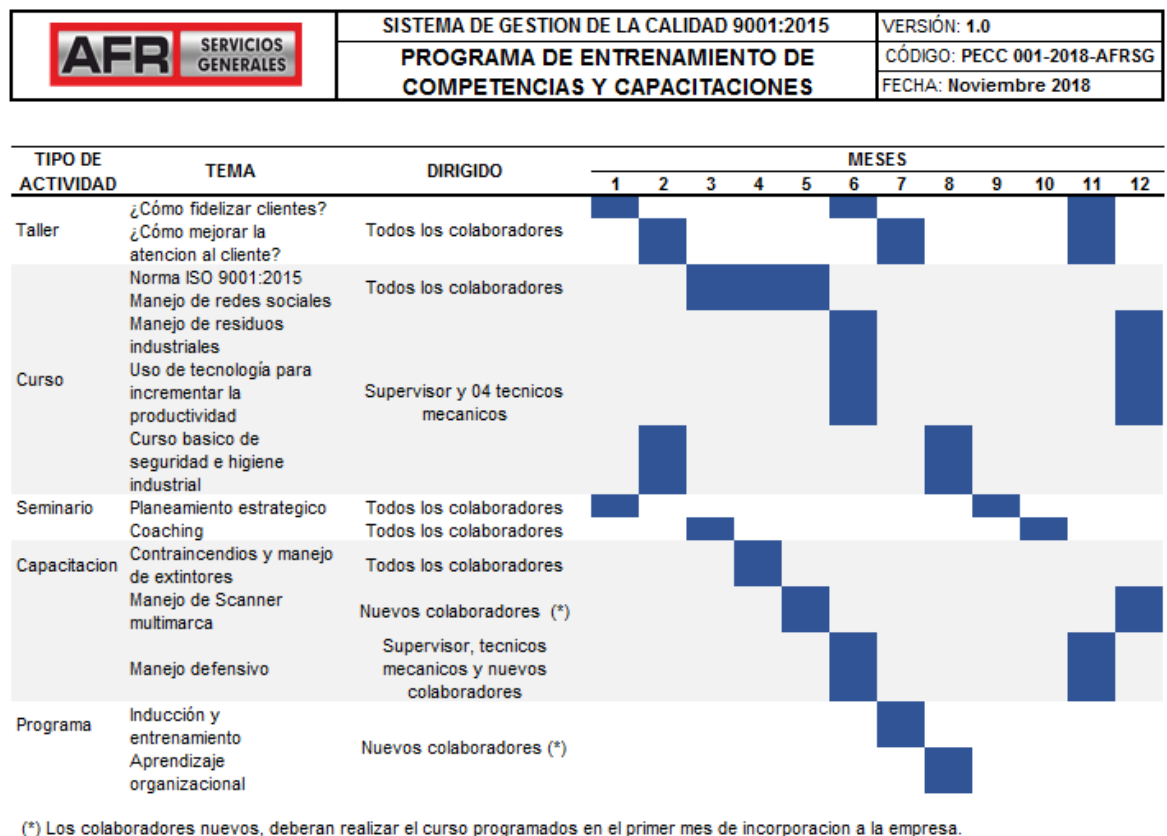 AFR SERVICIOS GENERALES
SISTEMA DE GESTION DE LA CALIDAD 9001:2015
PROGRAMA DE ENTRENAMIENTO DE
COMPETENCIAS Y CAPACITACIONES
VERSIÓN: 1.0
CÓDIGO: PECC 001-2018-AFRSG
FECHA: Noviembre 2018
TIPO DE
ACTIVIDAD
TEMA
DIRIGIDO
MESES
1 2 3 4 5 6 7 8 9 10 11 12
Taller
¿Cómo fidelizar clientes?
¿Cómo mejorar la
atencion al cliente?
Todos los colaboradores
Curso
Norma ISO 9001:2015
Manejo de redes sociales
Todos los colaboradores
Manejo de residuos
industriales
Uso de tecnología para
incrementar la
productividad
Curso basico de
seguridad e higiene
industrial
Supervisor y 04 tecnicos
mecanicos
Seminario
Planeamiento estrategico
Todos los colaboradores
Coaching
Todos los colaboradores
Capacitacion
Contraincendios y manejo
de extintores
Todos los colaboradores
Manejo de Scanner
multimarca
Nuevos colaboradores (*)
Manejo defensivo
Supervisor, tecnicos
mecanicos y nuevos
colaboradores
Programa
Inducción y
entrenamiento
Aprendizaje
organizacional
Nuevos colaboradores (*)
(*) Los colaboradores nuevos, deberan realizar el curso programados en el primer mes de incorporacion a la empresa.